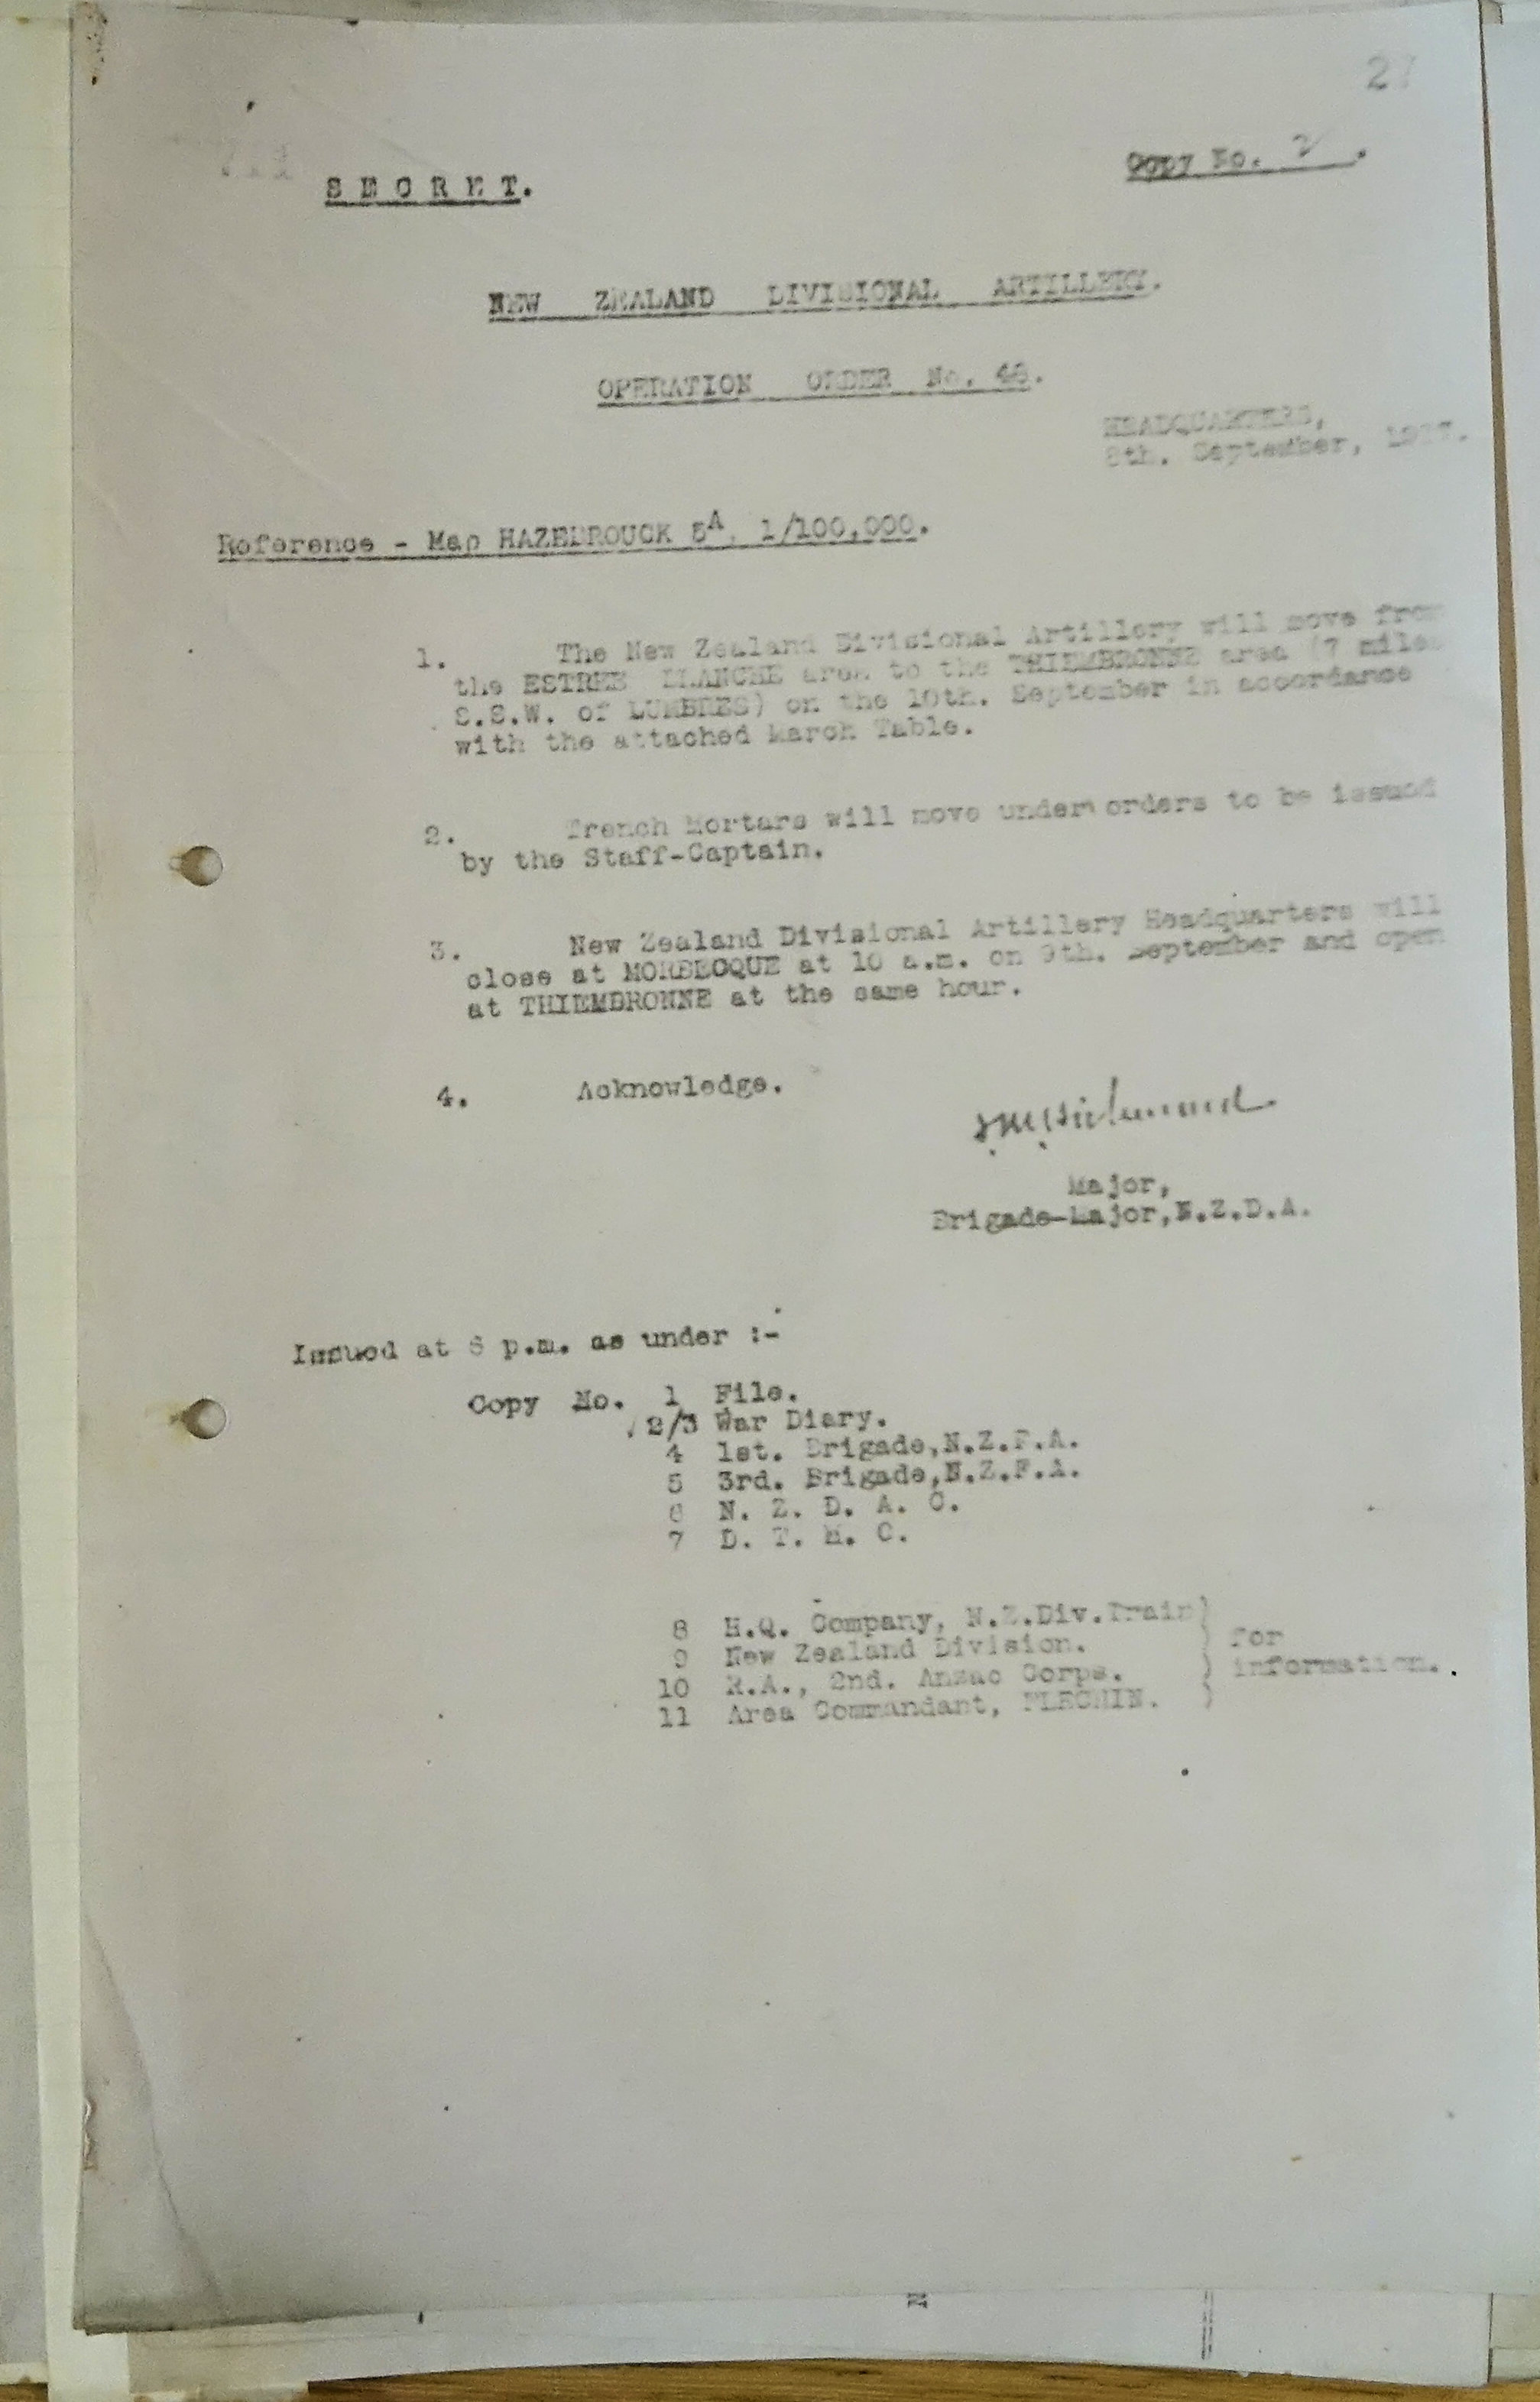 Copy No. 2.
S E C R E T.
NEW ZEALAND DIVISIONAL ARTILLERY.
OPERATION ORDER No. 48.
HEADQUARTERS,
8th. September, 1917.
Reference - Map HAZEBROUCK 5A, 1/100,000.
1. The New Zealand Divisional Artillery will move from
the ESTREE BLANCHE area to the THIEMBRONNE area (7 miles
S.S.W. of LUMBRES) on the 10th. September in accordance
with the attached March Table.
2. Trench Mortars will move under orders to be issued
by the Staff-Captain.
3. New Zealand Divisional Artillery Headquarters will
close at MORBECQUE at 10 a.m. on 9th. September and open
at THIEMBRONNE at the same hour.
4. Acknowledge.
Major,
Brigade-Major, N.Z.D.A.
Issued at 6 p.m. as under :-
Copy No. 1 File.
2/3 War Diary.
4 1st. Brigade, N.Z.F.A.
5 3rd. Brigade, N.Z.F.A.
6 N. Z. D. A. C.
7 D. T. M. O.
8 H.Q. Company, N.Z.Div.Train)
9 New Zealand Division. ) for
10 R.A., 2nd. Anzac Corps. ) information.
11 Area Commandant, FLECHIN. )